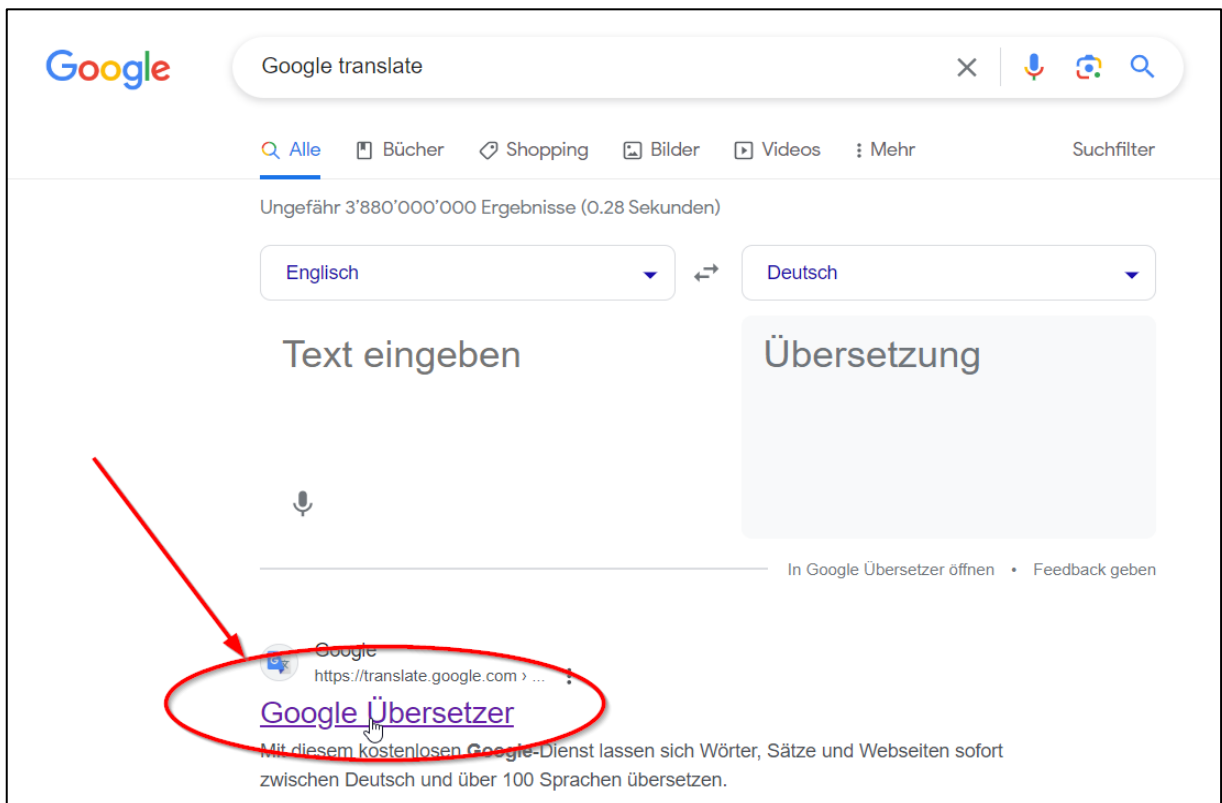 Google
Google translate
Alle Bücher Shopping Bilder Videos Mehr Suchfilter
Ungefähr 3’880’000’000 Ergebnisse (0.28 Sekunden)
Englisch Deutsch
Text eingeben Übersetzung
In Google Übersetzer öffnen • Feedback geben
Google
https://translate.google.com › ...
Google Übersetzer
Mit diesem kostenlosen Google-Dienst lassen sich Wörter, Sätze und Webseiten sofort
zwischen Deutsch und über 100 Sprachen übersetzen.